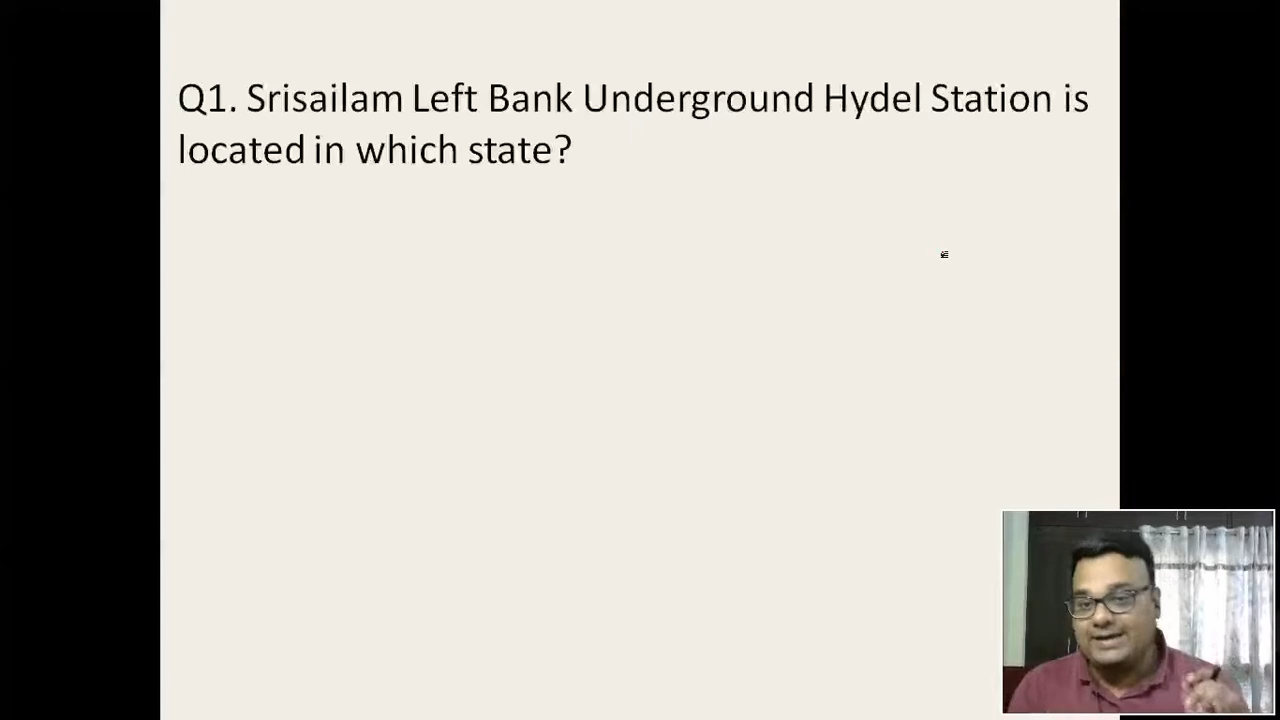 Q1. Srisailam Left Bank Underground Hydel Station is
located in which state?